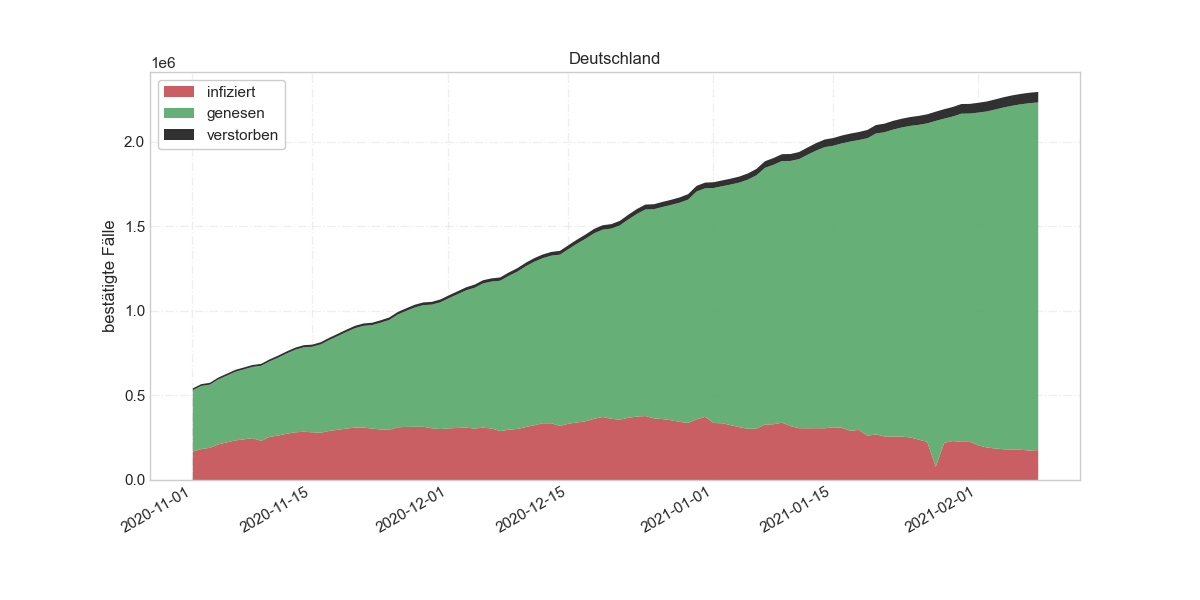 Deutschland
1e6
infiziert
genesen
verstorben
bestätigte Fälle
2.0
1.5
1.0
0.5
0.0
2020-11-01
2020-11-15
2020-12-01
2020-12-15
2021-01-01
2021-01-15
2021-02-01